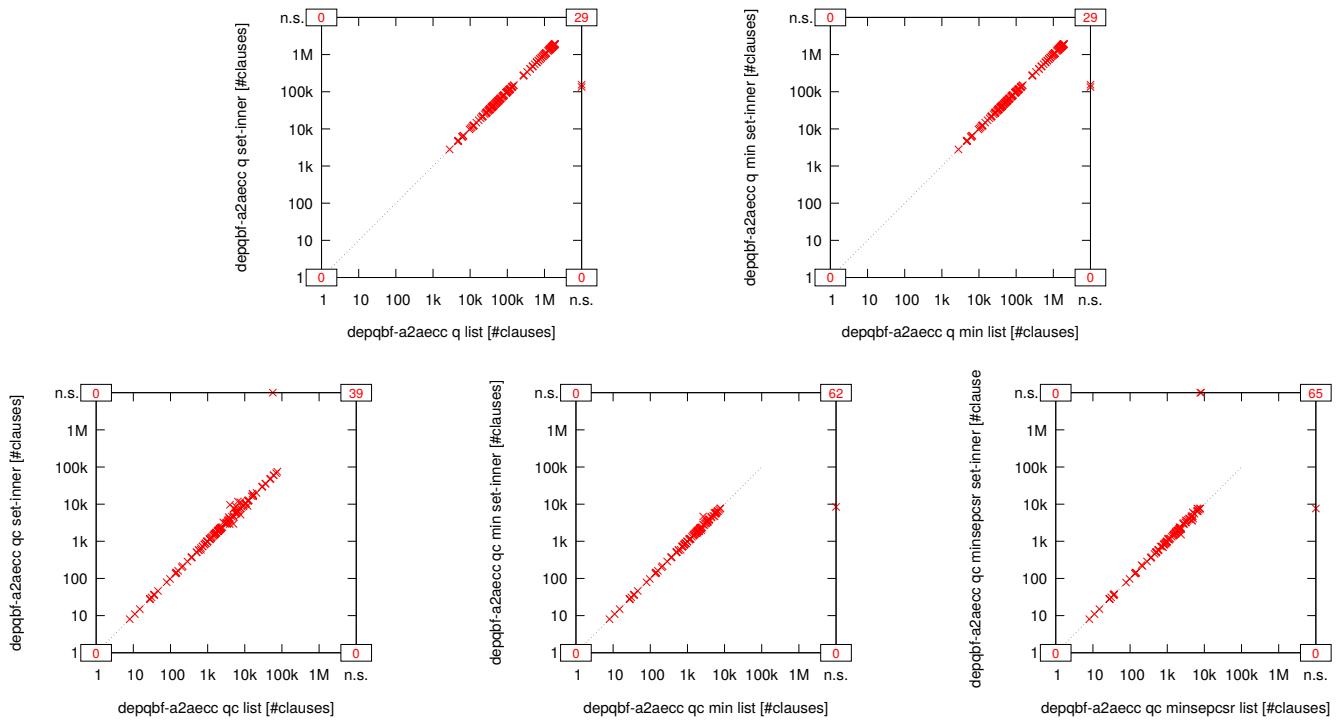 n.s. 0 29
1M
100k
10k
1k
100
10
1 0 0
1 10 100 1k 10k 100k 1M n.s.
depqbf-a2aecc q set-inner [#clauses]
depqbf-a2aecc q list [#clauses]
n.s. 0 29
1M
100k
10k
1k
100
10
1 0 0
1 10 100 1k 10k 100k 1M n.s.
depqbf-a2aecc q min set-inner [#clauses]
depqbf-a2aecc q min list [#clauses]
n.s. 0 39
1M
100k
10k
1k
100
10
1 0 0
1 10 100 1k 10k 100k 1M n.s.
depqbf-a2aecc qc set-inner [#clauses]
depqbf-a2aecc qc list [#clauses]
n.s. 0 62
1M
100k
10k
1k
100
10
1 0 0
1 10 100 1k 10k 100k 1M n.s.
depqbf-a2aecc qc min set-inner [#clauses]
depqbf-a2aecc qc min list [#clauses]
n.s. 0 65
1M
100k
10k
1k
100
10
1 0 0
1 10 100 1k 10k 100k 1M n.s.
depqbf-a2aecc qc minsepcsr set-inner [#clause
depqbf-a2aecc qc minsepcsr list [#clauses]